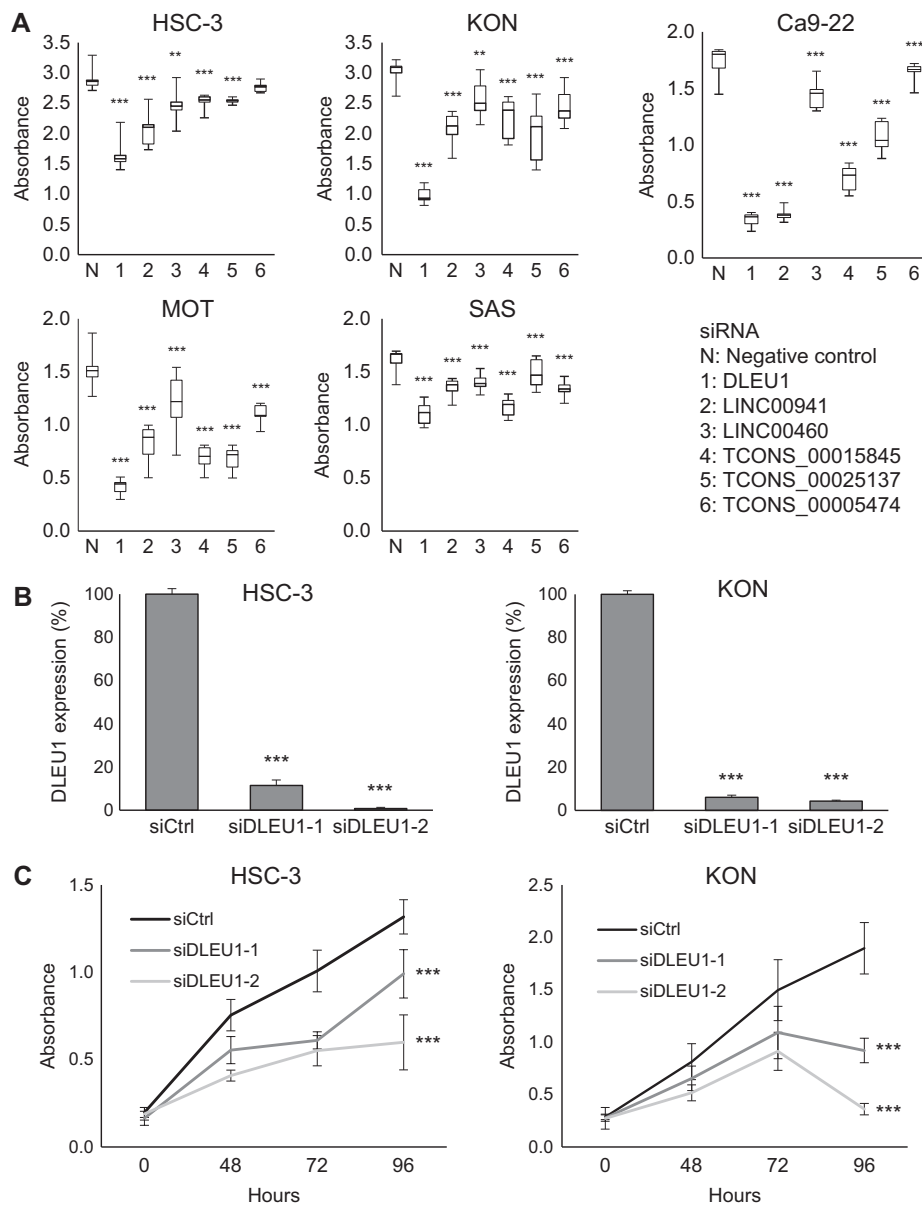 A
HSC-3
KON
Ca9-22
Absorbance
3.5
3.0
2.5
2.0
1.5
1.0
0.5
0.0
***
***
**
***
***
N 1 2 3 4 5 6
Absorbance
3.5
3.0
2.5
2.0
1.5
1.0
0.5
0.0
***
***
**
***
***
***
N 1 2 3 4 5 6
Absorbance
2.0
1.5
1.0
0.5
0.0
***
***
***
***
***
***
N 1 2 3 4 5 6
MOT
SAS
Absorbance
2.0
1.5
1.0
0.5
0.0
***
***
***
***
***
***
N 1 2 3 4 5 6
Absorbance
2.0
1.5
1.0
0.5
0.0
***
***
***
***
***
***
N 1 2 3 4 5 6
siRNA
N: Negative control
1: DLEU1
2: LINC00941
3: LINC00460
4: TCONS_00015845
5: TCONS_00025137
6: TCONS_00005474
B
HSC-3
DLEU1 expression (%)
100
80
60
40
20
0
***
***
siCtrl siDLEU1-1 siDLEU1-2
KON
DLEU1 expression (%)
100
80
60
40
20
0
***
***
siCtrl siDLEU1-1 siDLEU1-2
C
HSC-3
Absorbance
1.5
1.0
0.5
0.0
siCtrl
siDLEU1-1
siDLEU1-2
***
***
0 48 72 96
Hours
KON
Absorbance
2.5
2.0
1.5
1.0
0.5
0.0
siCtrl
siDLEU1-1
siDLEU1-2
***
***
0 48 72 96
Hours